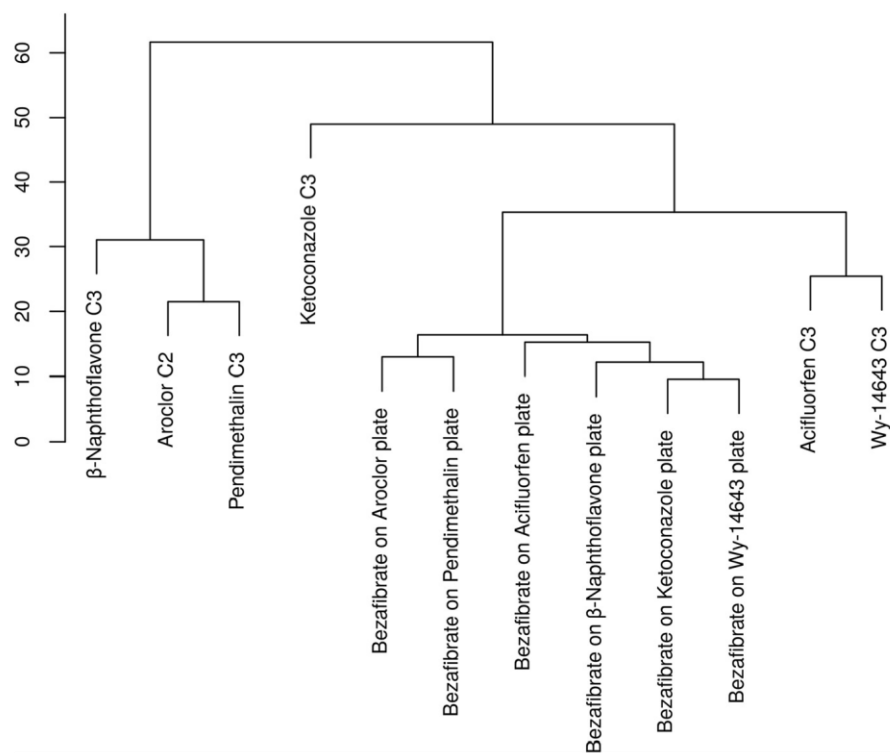 60
50
40
30
20
10
0
β-Naphthoflavone C3
Aroclor C2
Pendimethalin C3
Ketoconazole C3
Bezafibrate on Aroclor plate
Bezafibrate on Pendimethalin plate
Bezafibrate on Acifluorfen plate
Bezafibrate on β-Naphthoflavone plate
Bezafibrate on Ketoconazole plate
Bezafibrate on Wy-14643 plate
Acifluorfen C3
Wy-14643 C3